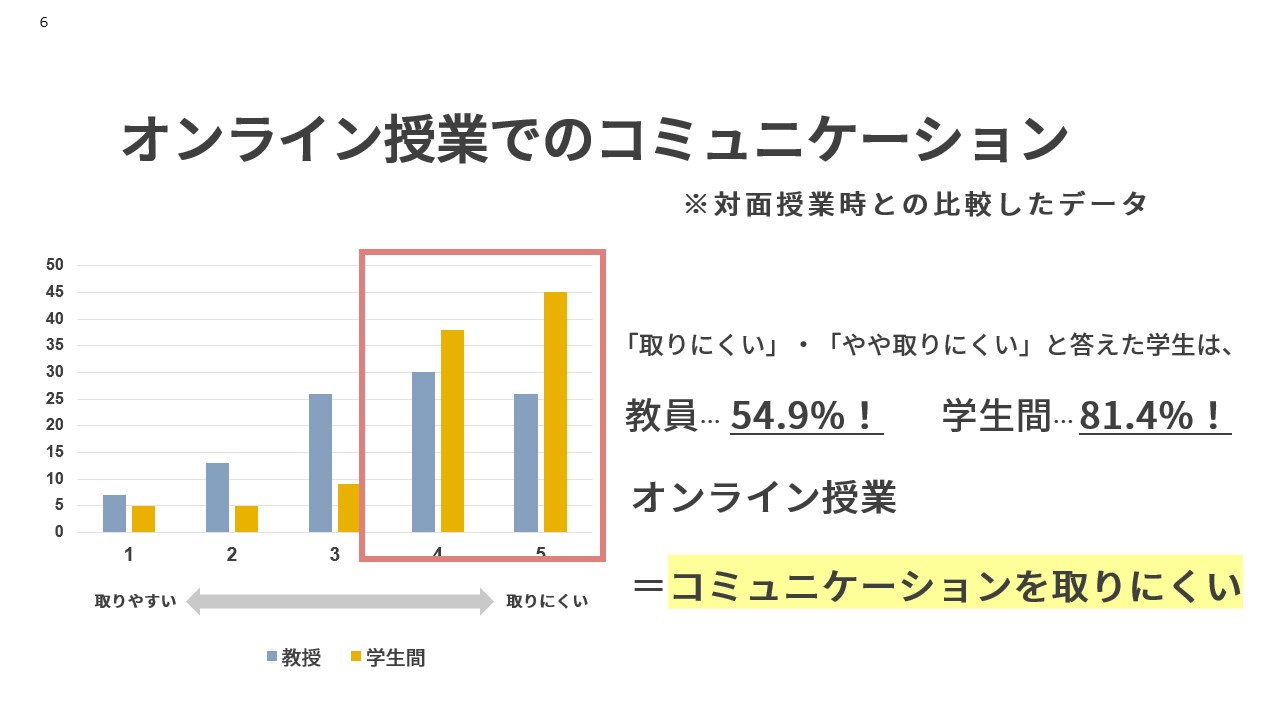 6
オンライン授業でのコミュニケーション
※対面授業時との比較したデータ
50
45
40
35
30
25
20
15
10
5
0
1 2 3 4 5
取りやすい 取りにくい
教授 学生間
「取りにくい」・「やや取りにくい」と答えた学生は、
教員… 54.9%！ 学生間…81.4%！
オンライン授業
＝コミュニケーションを取りにくい